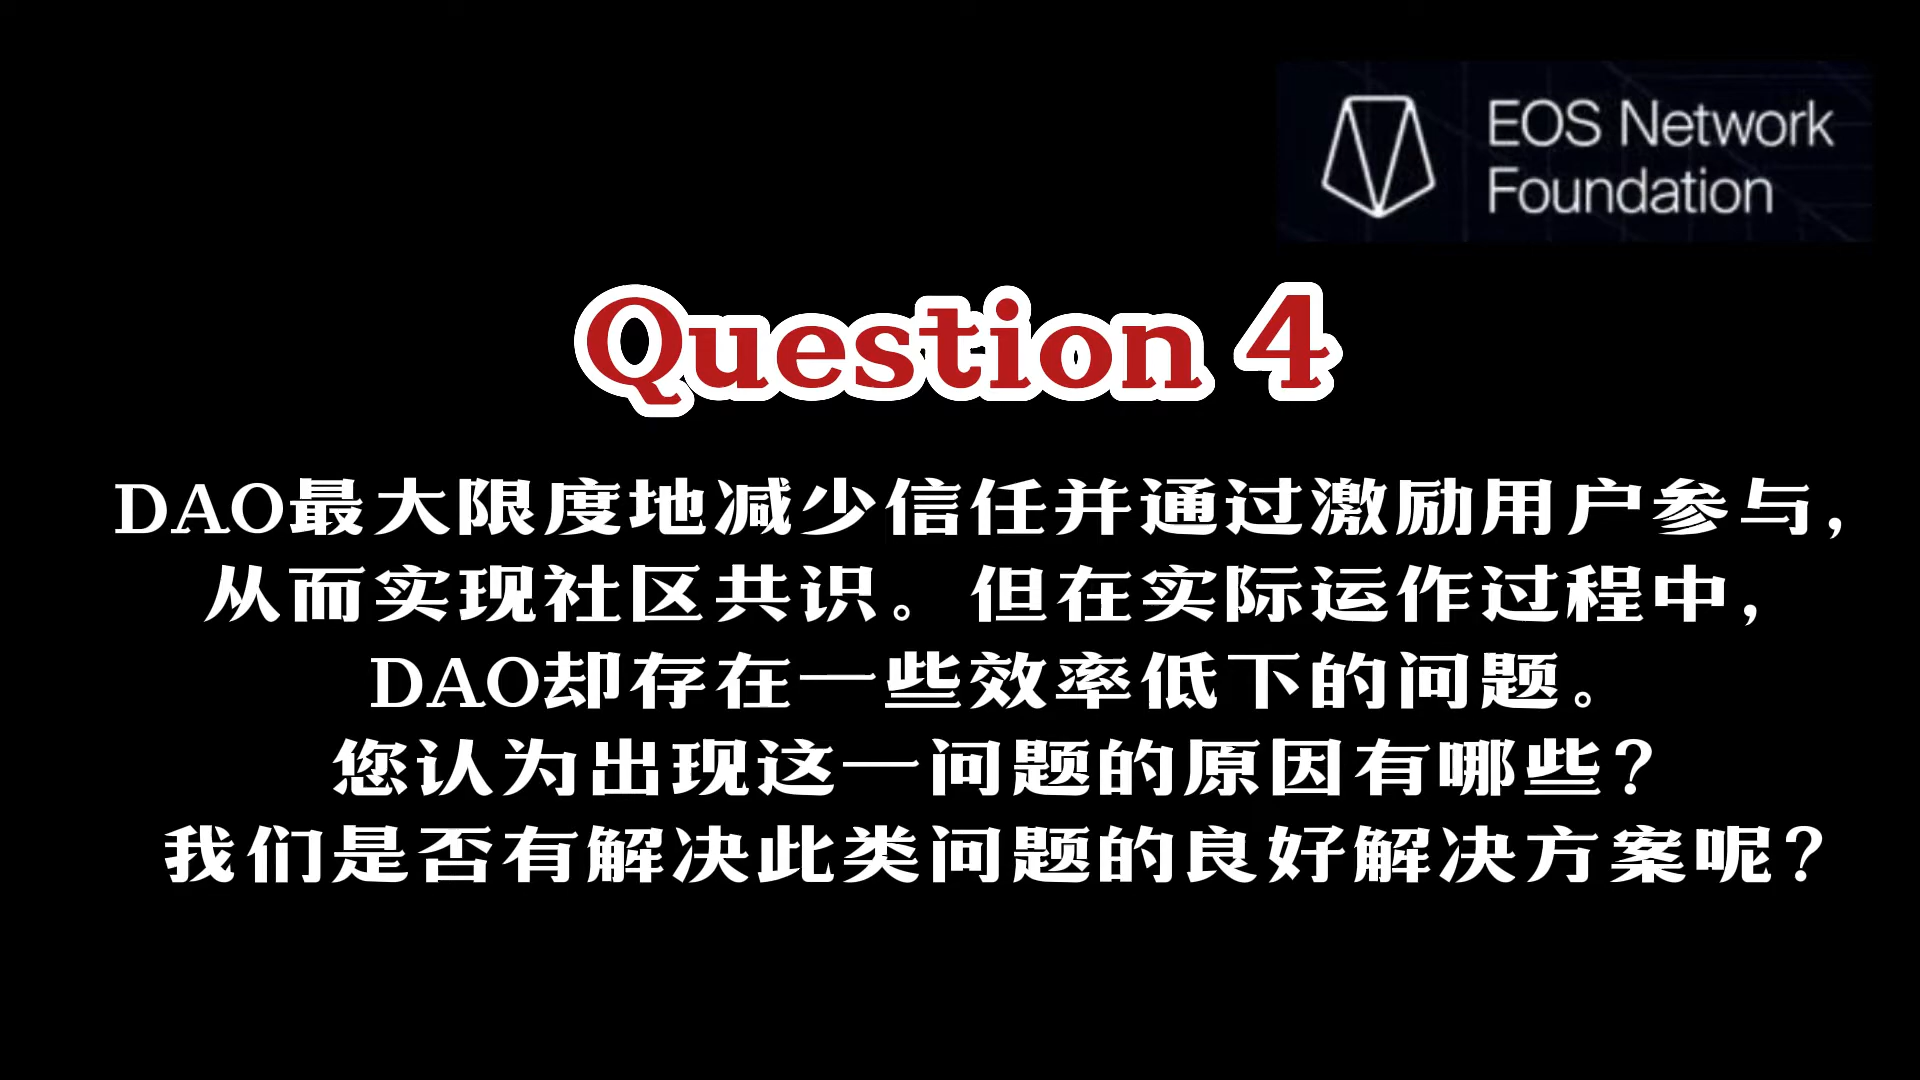 EOS Network
Foundation
Question 4
DAO最大限度地减少信任并通过激励用户参与，
从而实现社区共识。但在实际运作过程中，
DAO却存在一些效率低下的问题。
您认为出现这一问题的原因有哪些？
我们是否有解决此类问题的良好解决方案呢？